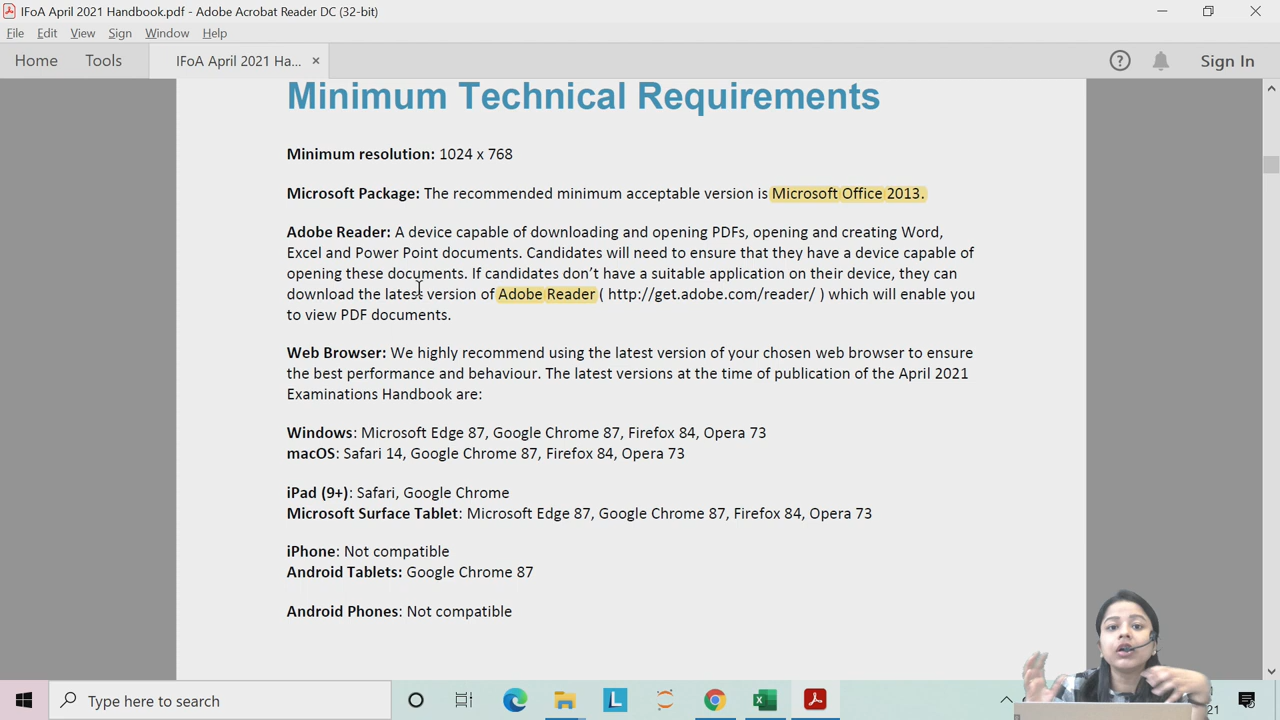 IFoA April 2021 Handbook.pdf - Adobe Acrobat Reader DC (32-bit)
File Edit View Sign Window Help
Home Tools IFoA April 2021 Ha... × Sign In
Minimum Technical Requirements
Minimum resolution: 1024 x 768
Microsoft Package: The recommended minimum acceptable version is Microsoft Office 2013.
Adobe Reader: A device capable of downloading and opening PDFs, opening and creating Word,
Excel and Power Point documents. Candidates will need to ensure that they have a device capable of
opening these documents. If candidates don’t have a suitable application on their device, they can
download the latest version of Adobe Reader ( http://get.adobe.com/reader/ ) which will enable you
to view PDF documents.
Web Browser: We highly recommend using the latest version of your chosen web browser to ensure
the best performance and behaviour. The latest versions at the time of publication of the April 2021
Examinations Handbook are:
Windows: Microsoft Edge 87, Google Chrome 87, Firefox 84, Opera 73
macOS: Safari 14, Google Chrome 87, Firefox 84, Opera 73
iPad (9+): Safari, Google Chrome
Microsoft Surface Tablet: Microsoft Edge 87, Google Chrome 87, Firefox 84, Opera 73
iPhone: Not compatible
Android Tablets: Google Chrome 87
Android Phones: Not compatible
Type here to search